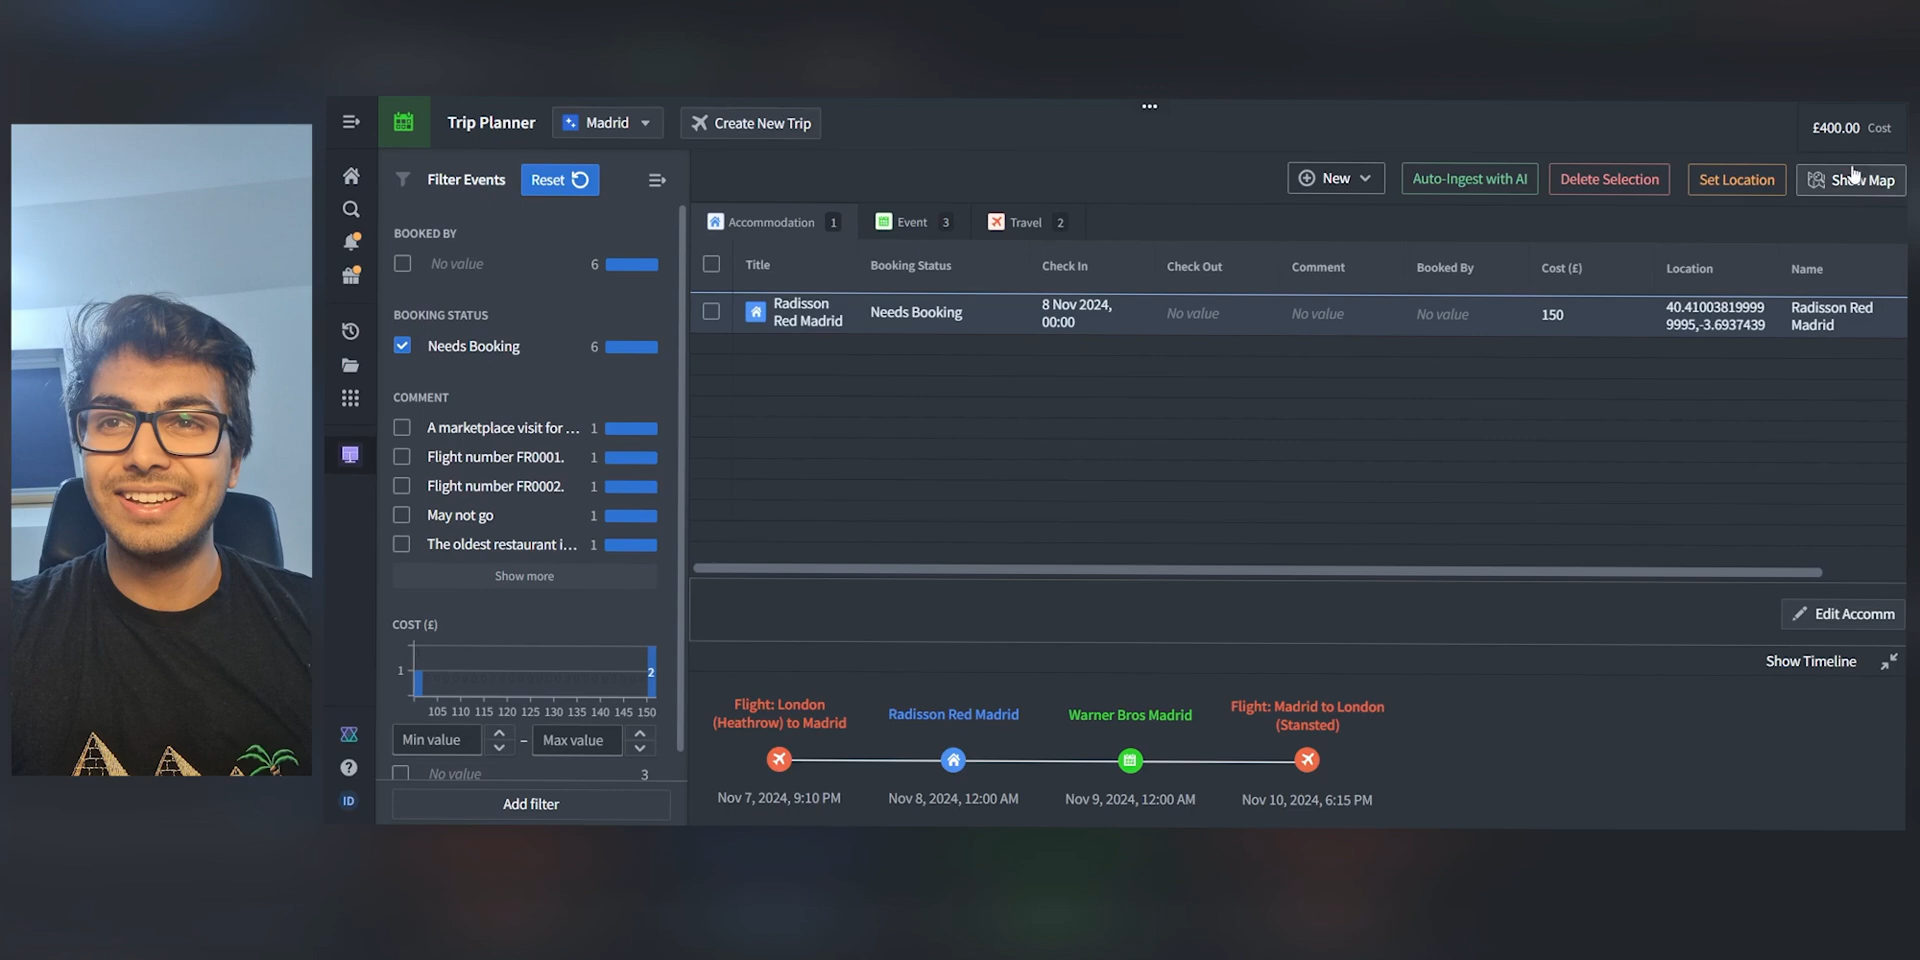 Trip Planner
Madrid
Create New Trip
£400.00 Cost
Filter Events
Reset
New
Auto-Ingest with AI
Delete Selection
Set Location
Show Map
BOOKED BY
No value 6
BOOKING STATUS
Needs Booking 6
COMMENT
A marketplace visit for ... 1
Flight number FR0001. 1
Flight number FR0002. 1
May not go 1
The oldest restaurant i... 1
Show more
COST (£)
1
2
105 110 115 120 125 130 135 140 145 150
Min value – Max value
No value 3
Add filter
Accommodation 1
Event 3
Travel 2
Title Booking Status Check In Check Out Comment Booked By Cost (£) Location Name
Radisson Red Madrid Needs Booking 8 Nov 2024, 00:00 No value No value No value 150 40.410038199999995,-3.6937439 Radisson Red Madrid
Edit Accomm
Show Timeline
Flight: London (Heathrow) to Madrid
Radisson Red Madrid
Warner Bros Madrid
Flight: Madrid to London (Stansted)
Nov 7, 2024, 9:10 PM
Nov 8, 2024, 12:00 AM
Nov 9, 2024, 12:00 AM
Nov 10, 2024, 6:15 PM
ID